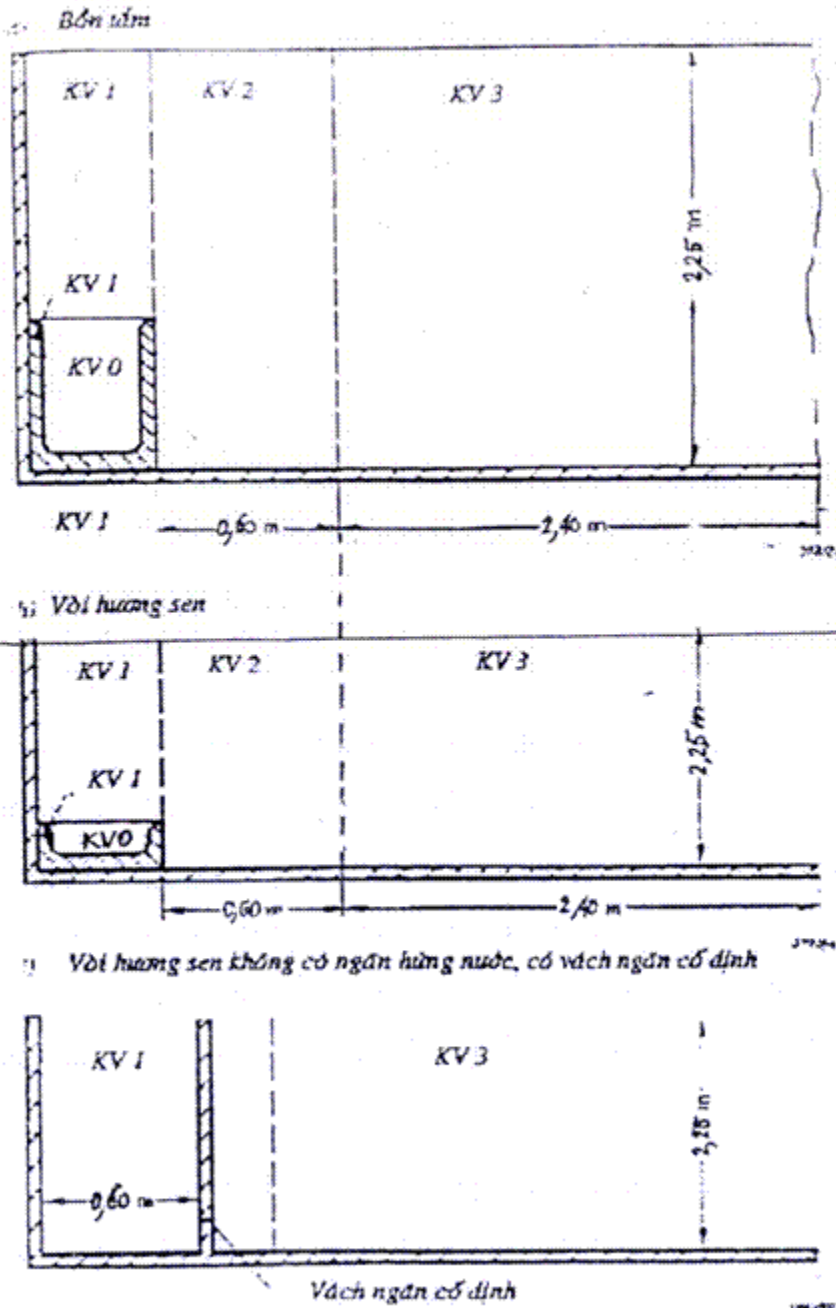 Bồn tắm
KV 1 KV 2 KV 3
2,25 m
KV 1
KV 0
KV 1 0,60 m 2,40 m
Vòi hương sen
KV 1 KV 2 KV 3
2,25 m
KV 1
KV0
0,60 m 2,40 m
Vòi hương sen không có ngăn hứng nước, có vách ngăn cố định
KV 1 KV 3
2,25 m
0,60 m
Vách ngăn cố định